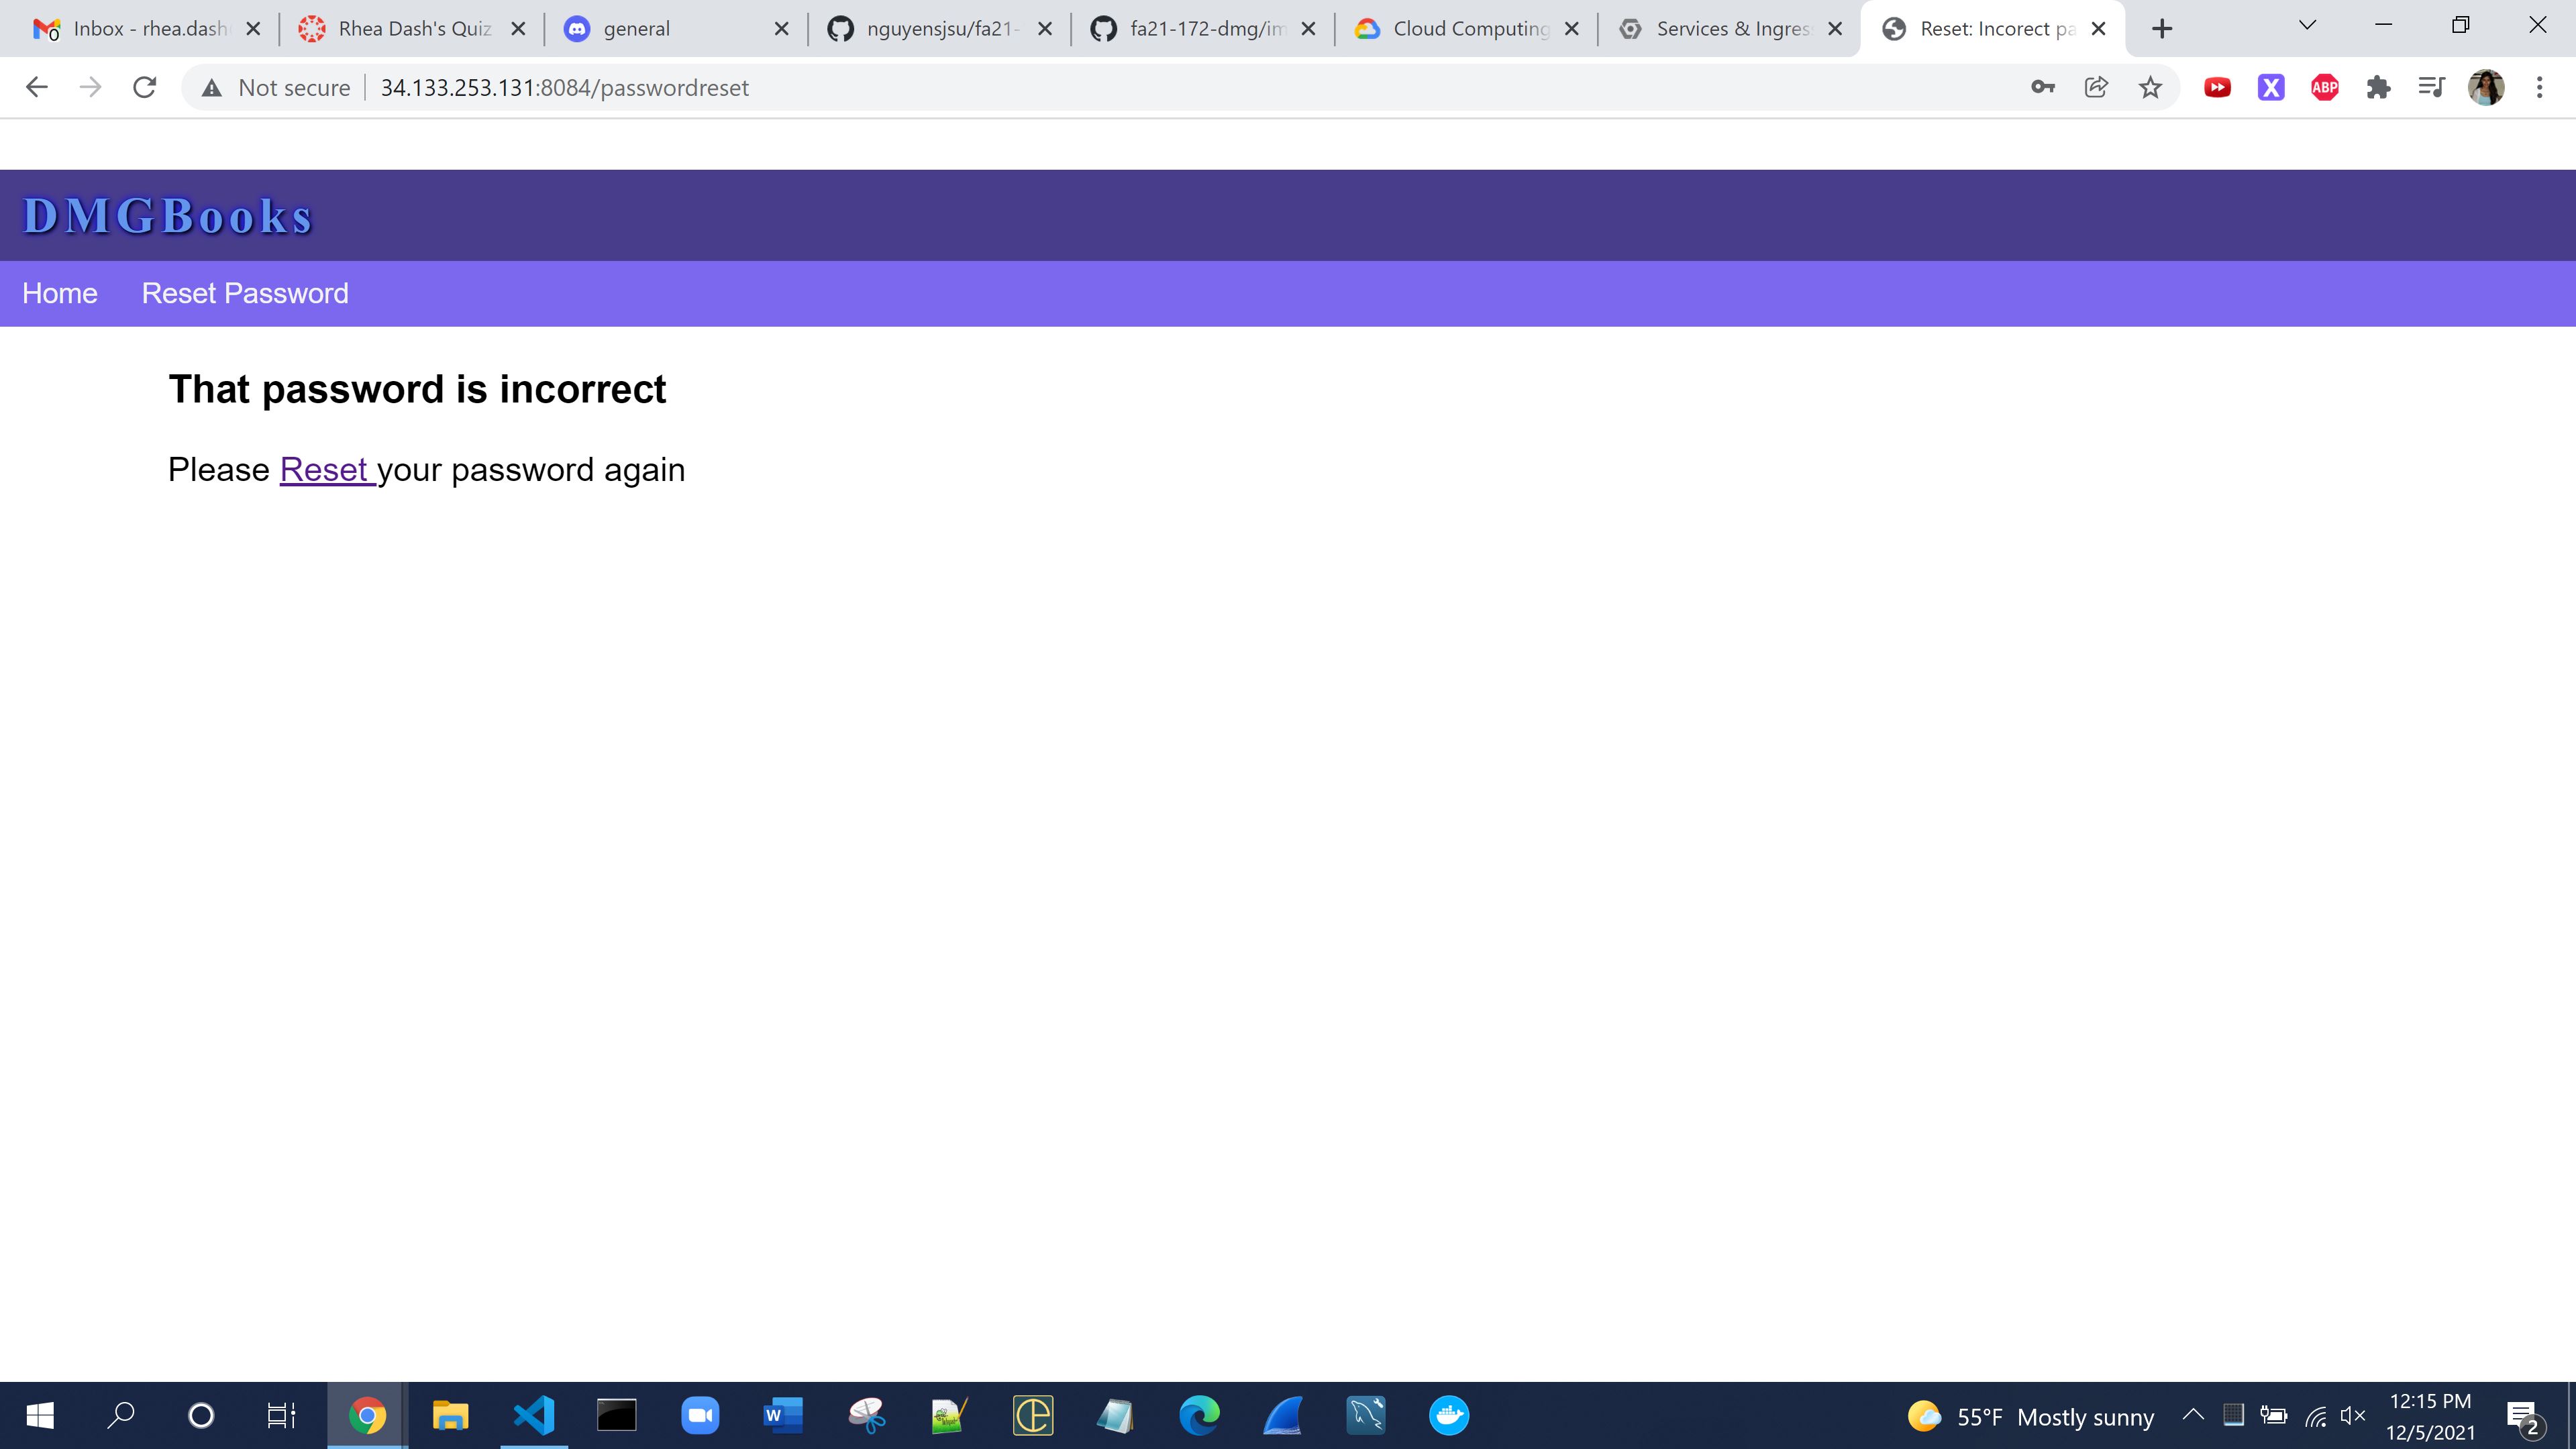 Inbox - rhea.dash
Rhea Dash's Quiz
general
nguyensjsu/fa21-
fa21-172-dmg/im
Cloud Computing
Services & Ingres
Reset: Incorect pa
Not secure
34.133.253.131:8084/passwordreset
ABP
DMGBooks
Home Reset Password
That password is incorrect
Please Reset your password again
55°F Mostly sunny
12:15 PM
12/5/2021
2